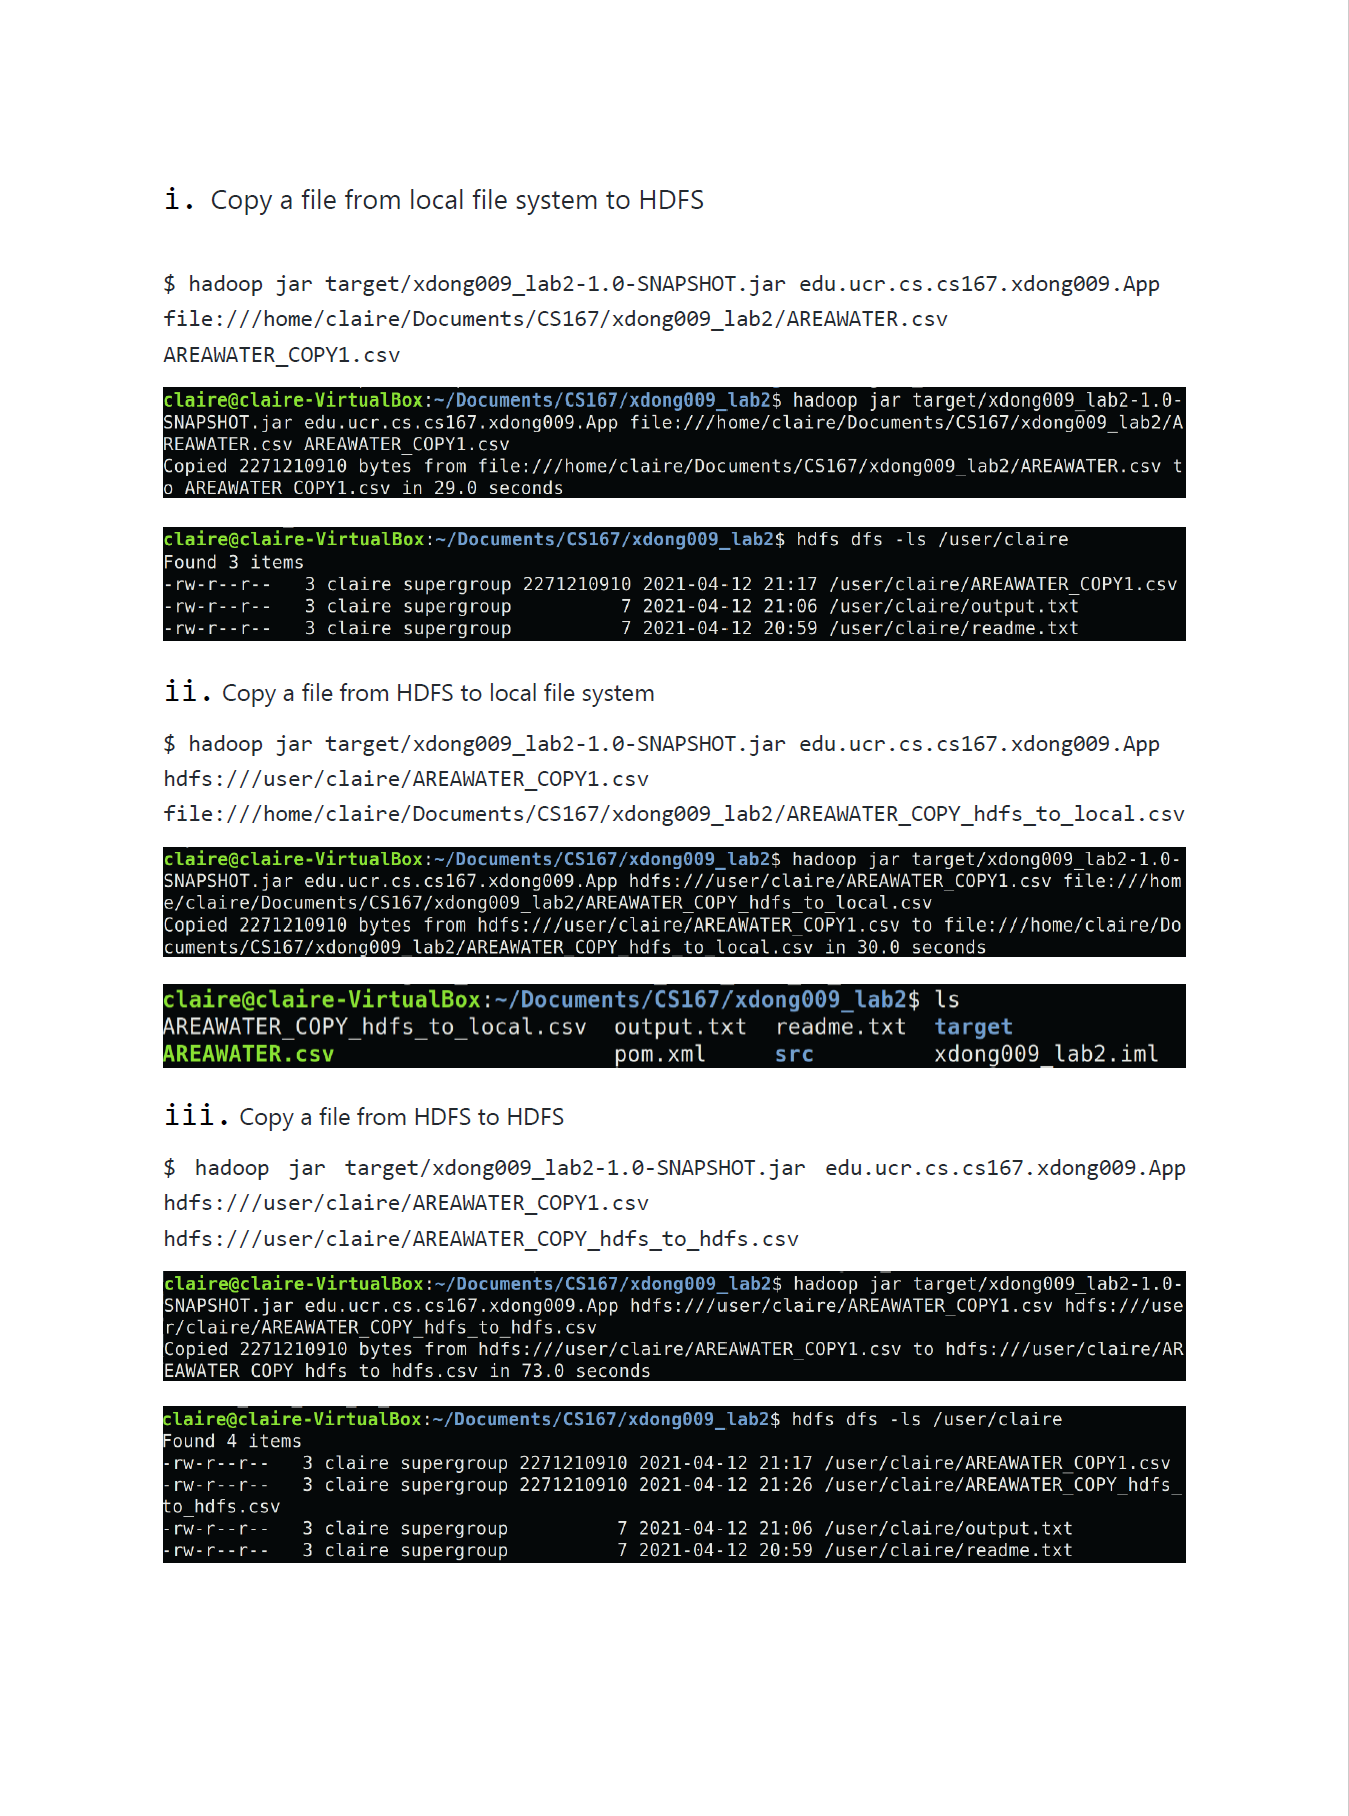 i. Copy a file from local file system to HDFS
$ hadoop jar target/xdong009_lab2-1.0-SNAPSHOT.jar edu.ucr.cs.cs167.xdong009.App
file:///home/claire/Documents/CS167/xdong009_lab2/AREAWATER.csv
AREAWATER_COPY1.csv
claire@claire-VirtualBox:~/Documents/CS167/xdong009_lab2$ hadoop jar target/xdong009_lab2-1.0-
SNAPSHOT.jar edu.ucr.cs.cs167.xdong009.App file:///home/claire/Documents/CS167/xdong009_lab2/A
REAWATER.csv AREAWATER_COPY1.csv
Copied 2271210910 bytes from file:///home/claire/Documents/CS167/xdong009_lab2/AREAWATER.csv t
o AREAWATER_COPY1.csv in 29.0 seconds
claire@claire-VirtualBox:~/Documents/CS167/xdong009_lab2$ hdfs dfs -ls /user/claire
Found 3 items
-rw-r--r--   3 claire supergroup 2271210910 2021-04-12 21:17 /user/claire/AREAWATER_COPY1.csv
-rw-r--r--   3 claire supergroup          7 2021-04-12 21:06 /user/claire/output.txt
-rw-r--r--   3 claire supergroup          7 2021-04-12 20:59 /user/claire/readme.txt
ii. Copy a file from HDFS to local file system
$ hadoop jar target/xdong009_lab2-1.0-SNAPSHOT.jar edu.ucr.cs.cs167.xdong009.App
hdfs:///user/claire/AREAWATER_COPY1.csv
file:///home/claire/Documents/CS167/xdong009_lab2/AREAWATER_COPY_hdfs_to_local.csv
claire@claire-VirtualBox:~/Documents/CS167/xdong009_lab2$ hadoop jar target/xdong009_lab2-1.0-
SNAPSHOT.jar edu.ucr.cs.cs167.xdong009.App hdfs:///user/claire/AREAWATER_COPY1.csv file:///hom
e/claire/Documents/CS167/xdong009_lab2/AREAWATER_COPY_hdfs_to_local.csv
Copied 2271210910 bytes from hdfs:///user/claire/AREAWATER_COPY1.csv to file:///home/claire/Do
cuments/CS167/xdong009_lab2/AREAWATER_COPY_hdfs_to_local.csv in 30.0 seconds
claire@claire-VirtualBox:~/Documents/CS167/xdong009_lab2$ ls
AREAWATER_COPY_hdfs_to_local.csv  output.txt  readme.txt  target
AREAWATER.csv                     pom.xml     src         xdong009_lab2.iml
iii. Copy a file from HDFS to HDFS
$ hadoop jar target/xdong009_lab2-1.0-SNAPSHOT.jar edu.ucr.cs.cs167.xdong009.App
hdfs:///user/claire/AREAWATER_COPY1.csv
hdfs:///user/claire/AREAWATER_COPY_hdfs_to_hdfs.csv
claire@claire-VirtualBox:~/Documents/CS167/xdong009_lab2$ hadoop jar target/xdong009_lab2-1.0-
SNAPSHOT.jar edu.ucr.cs.cs167.xdong009.App hdfs:///user/claire/AREAWATER_COPY1.csv hdfs:///use
r/claire/AREAWATER_COPY_hdfs_to_hdfs.csv
Copied 2271210910 bytes from hdfs:///user/claire/AREAWATER_COPY1.csv to hdfs:///user/claire/AR
EAWATER_COPY_hdfs_to_hdfs.csv in 73.0 seconds
claire@claire-VirtualBox:~/Documents/CS167/xdong009_lab2$ hdfs dfs -ls /user/claire
Found 4 items
-rw-r--r--   3 claire supergroup 2271210910 2021-04-12 21:17 /user/claire/AREAWATER_COPY1.csv
-rw-r--r--   3 claire supergroup 2271210910 2021-04-12 21:26 /user/claire/AREAWATER_COPY_hdfs_
to_hdfs.csv
-rw-r--r--   3 claire supergroup          7 2021-04-12 21:06 /user/claire/output.txt
-rw-r--r--   3 claire supergroup          7 2021-04-12 20:59 /user/claire/readme.txt